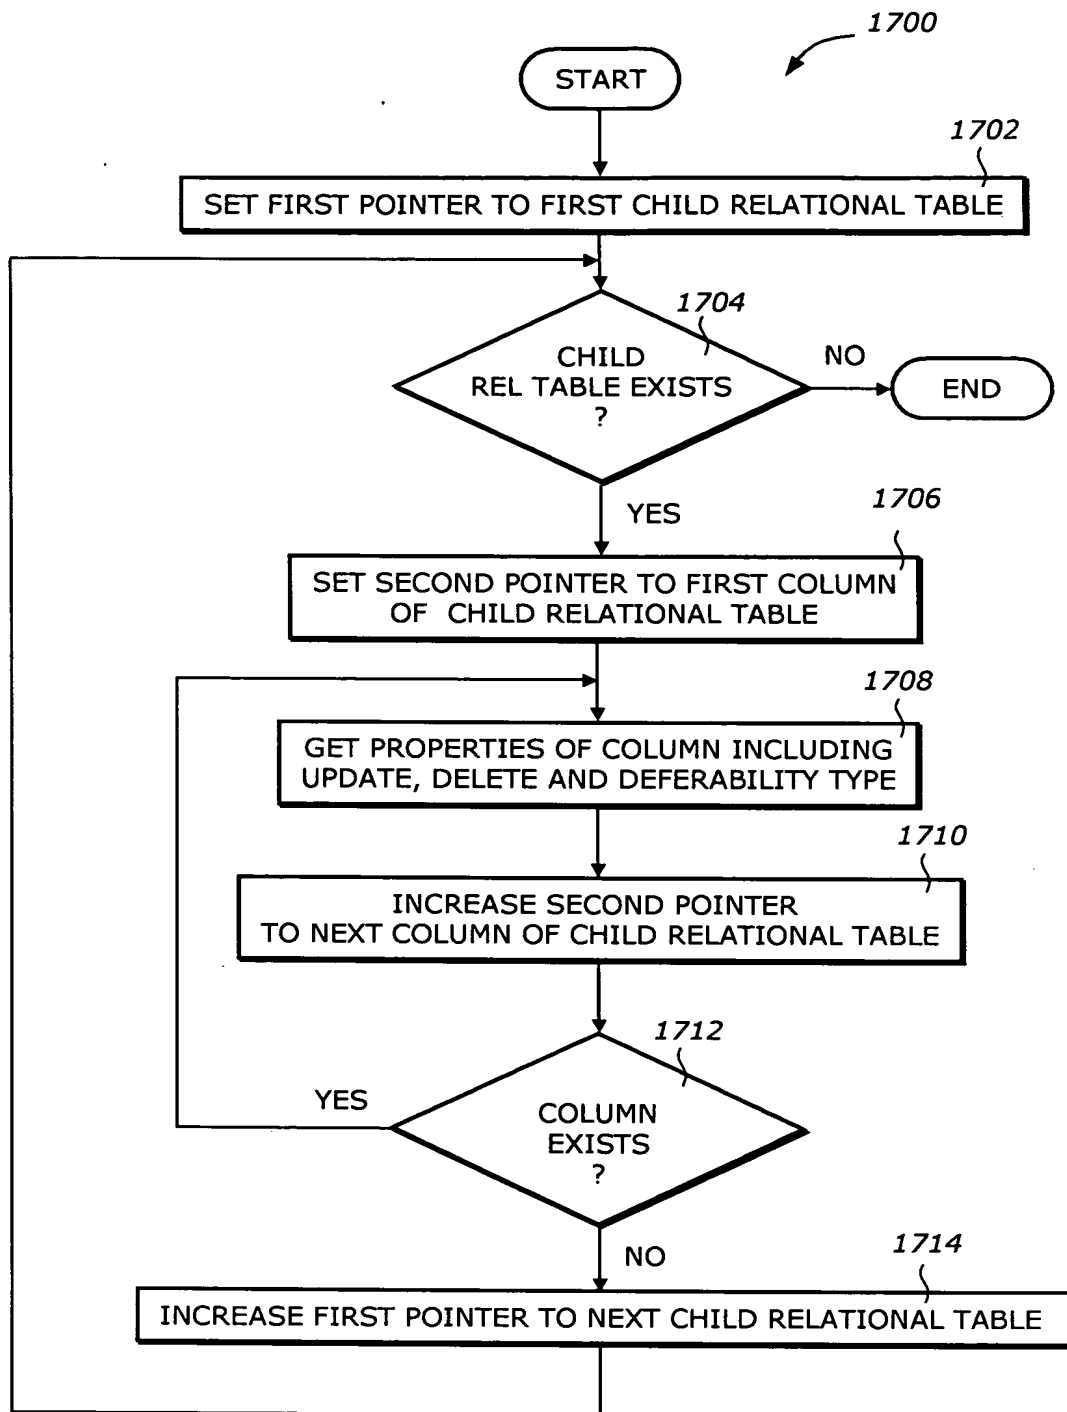 1700
START
1702
SET FIRST POINTER TO FIRST CHILD RELATIONAL TABLE
1704
CHILD
REL TABLE EXISTS
?
NO
END
YES
1706
SET SECOND POINTER TO FIRST COLUMN
OF CHILD RELATIONAL TABLE
1708
GET PROPERTIES OF COLUMN INCLUDING
UPDATE, DELETE AND DEFERABILITY TYPE
1710
INCREASE SECOND POINTER
TO NEXT COLUMN OF CHILD RELATIONAL TABLE
1712
YES
COLUMN
EXISTS
?
NO
1714
INCREASE FIRST POINTER TO NEXT CHILD RELATIONAL TABLE